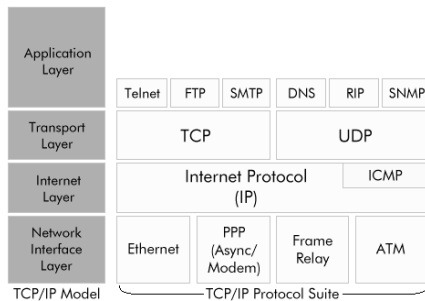 Application
Layer
Telnet FTP SMTP DNS RIP SNMP
Transport
Layer
TCP UDP
Internet
Layer
Internet Protocol
(IP)
ICMP
Network
Interface
Layer
Ethernet
PPP
(Async/
Modem)
Frame
Relay
ATM
TCP/IP Model
TCP/IP Protocol Suite